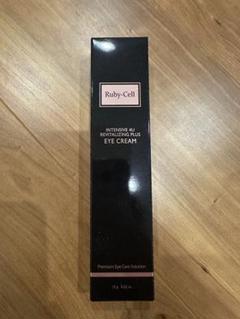 Ruby-Cell
INTENSIVE 4U
REVITALIZING PLUS
EYE CREAM
Premium Eye Care Solution